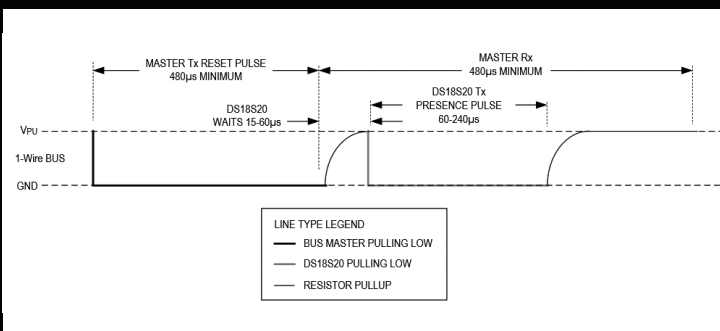 MASTER Tx RESET PULSE
480µs MINIMUM
MASTER Rx
480µs MINIMUM
DS18S20
WAITS 15-60µs
DS18S20 Tx
PRESENCE PULSE
60-240µs
VPU
1-Wire BUS
GND
LINE TYPE LEGEND
BUS MASTER PULLING LOW
DS18S20 PULLING LOW
RESISTOR PULLUP